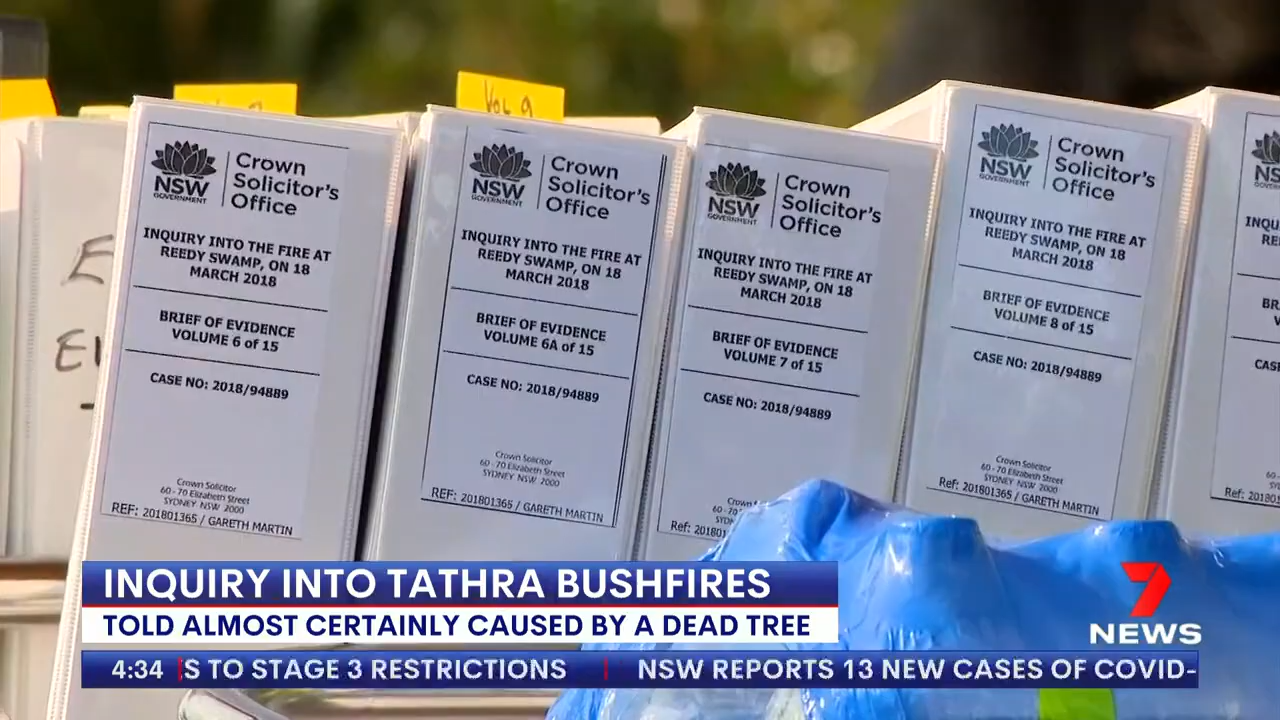 Vol 9
NSW
GOVERNMENT
Crown
Solicitor's
Office
INQUIRY INTO THE FIRE AT
REEDY SWAMP, ON 18
MARCH 2018
BRIEF OF EVIDENCE
VOLUME 6 of 15
CASE NO: 2018/94889
Crown Solicitor
60 - 70 Elizabeth Street
SYDNEY NSW 2000
REF: 201801365 / GARETH MARTIN
NSW
GOVERNMENT
Crown
Solicitor's
Office
INQUIRY INTO THE FIRE AT
REEDY SWAMP, ON 18
MARCH 2018
BRIEF OF EVIDENCE
VOLUME 6A of 15
CASE NO: 2018/94889
Crown Solicitor
60 - 70 Elizabeth Street
SYDNEY NSW 2000
REF: 201801365 / GARETH MARTIN
NSW
GOVERNMENT
Crown
Solicitor's
Office
INQUIRY INTO THE FIRE AT
REEDY SWAMP, ON 18
MARCH 2018
BRIEF OF EVIDENCE
VOLUME 7 of 15
CASE NO: 2018/94889
Crown
60 - 70
SYDN
Ref: 201801
NSW
GOVERNMENT
Crown
Solicitor's
Office
INQUIRY INTO THE FIRE AT
REEDY SWAMP, ON 18
MARCH 2018
BRIEF OF EVIDENCE
VOLUME 8 of 15
CASE NO: 2018/94889
Crown Solicitor
60 - 70 Elizabeth Street
SYDNEY NSW 2000
REF: 201801365 / GARETH MARTIN
INQUIRY INTO TATHRA BUSHFIRES
TOLD ALMOST CERTAINLY CAUSED BY A DEAD TREE
7
NEWS
4:34 S TO STAGE 3 RESTRICTIONS | NSW REPORTS 13 NEW CASES OF COVID-